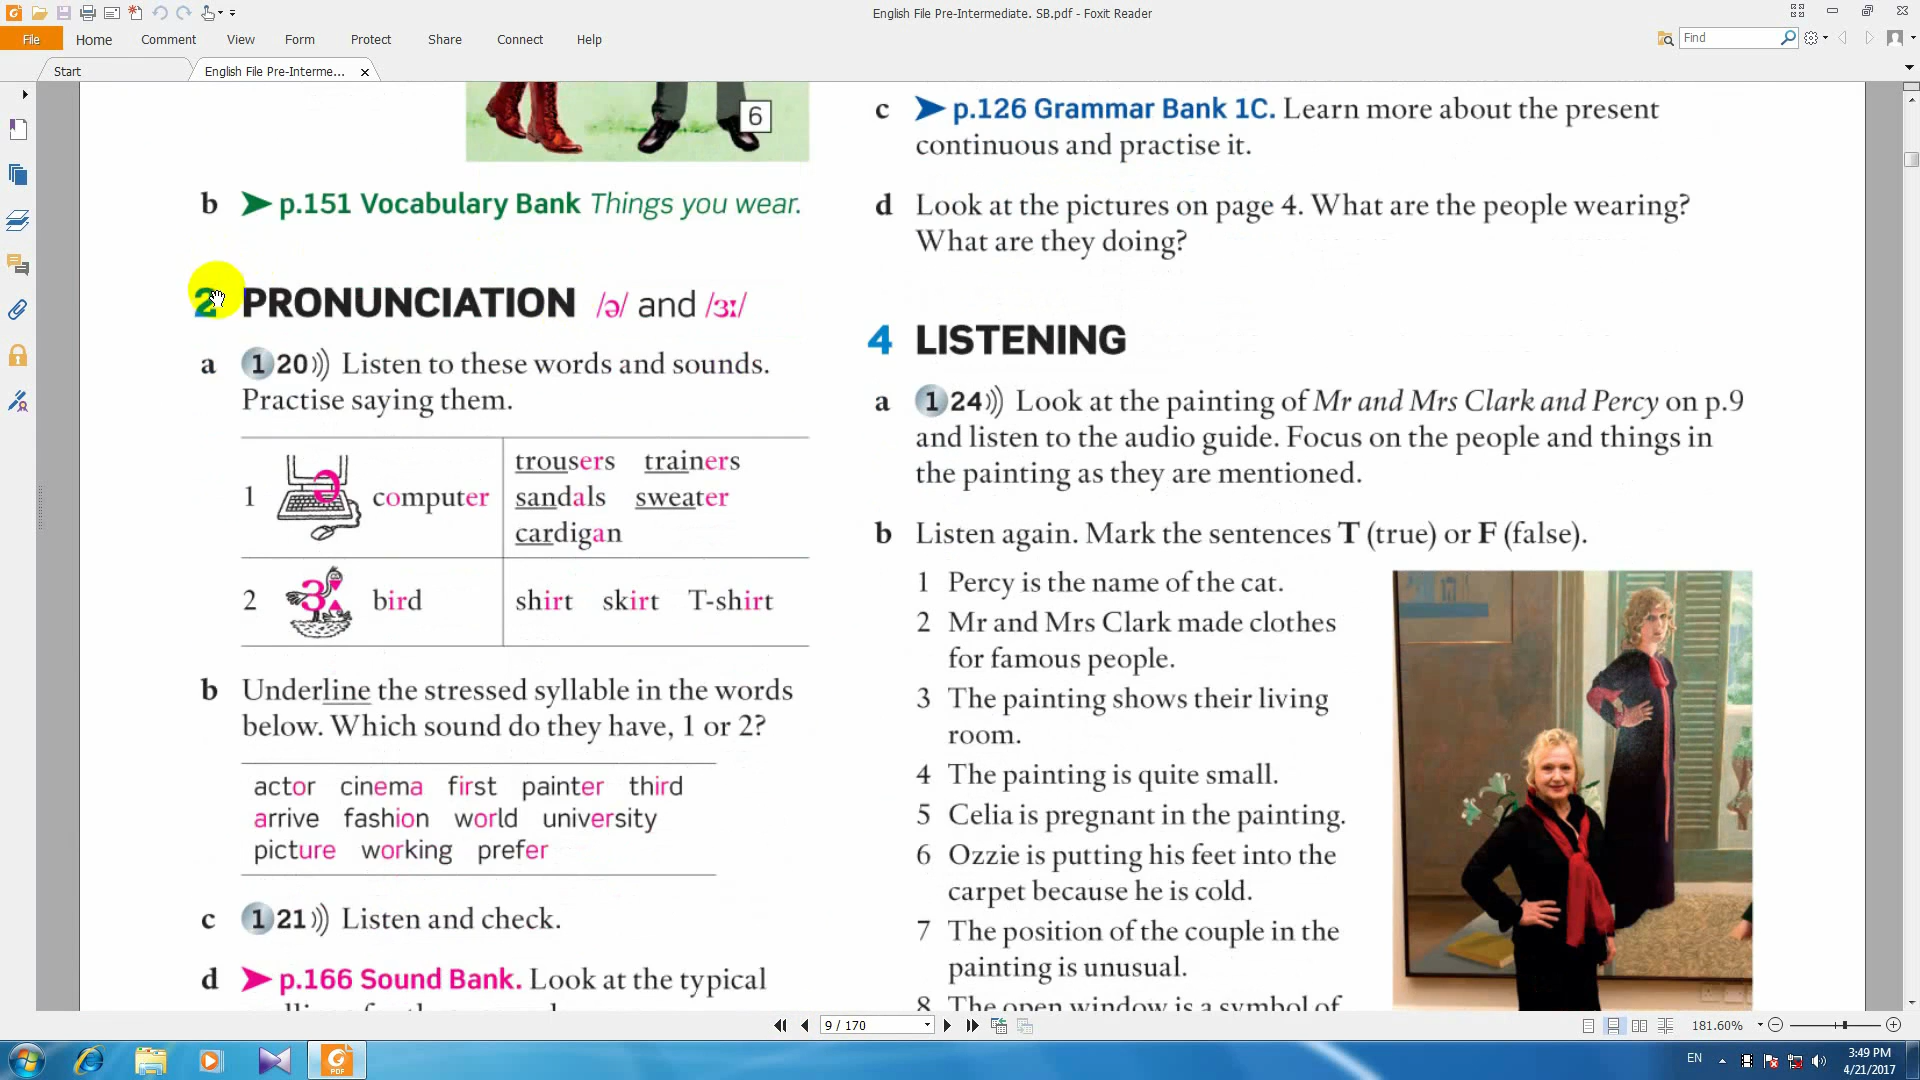 English File Pre-Intermediate. SB.pdf - Foxit Reader
File Home Comment View Form Protect Share Connect Help
Find
Start
English File Pre-Interme...
6
b p.151 Vocabulary Bank Things you wear.
2 PRONUNCIATION /ə/ and /ɜː/
a 1 20 Listen to these words and sounds.
Practise saying them.
1 ə computer
trousers trainers
sandals sweater
cardigan
2 ɜː bird
shirt skirt T-shirt
b Underline the stressed syllable in the words
below. Which sound do they have, 1 or 2?
actor cinema first painter third
arrive fashion world university
picture working prefer
c 1 21 Listen and check.
d p.166 Sound Bank. Look at the typical
c p.126 Grammar Bank 1C. Learn more about the present
continuous and practise it.
d Look at the pictures on page 4. What are the people wearing?
What are they doing?
4 LISTENING
a 1 24 Look at the painting of Mr and Mrs Clark and Percy on p.9
and listen to the audio guide. Focus on the people and things in
the painting as they are mentioned.
b Listen again. Mark the sentences T (true) or F (false).
1 Percy is the name of the cat.
2 Mr and Mrs Clark made clothes
for famous people.
3 The painting shows their living
room.
4 The painting is quite small.
5 Celia is pregnant in the painting.
6 Ozzie is putting his feet into the
carpet because he is cold.
7 The position of the couple in the
painting is unusual.
8 The open window is a symbol of
9 / 170
181.60%
PDF
EN
3:49 PM
4/21/2017